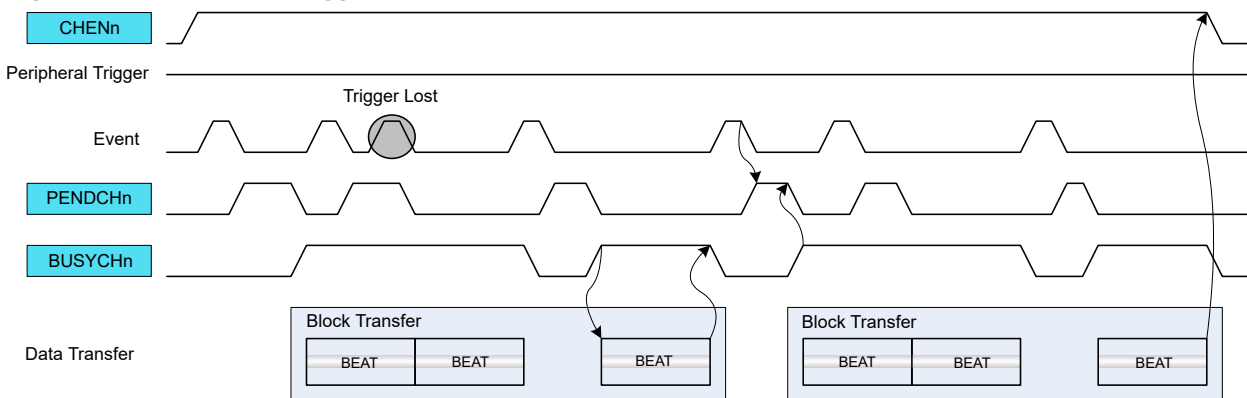 CHENn
Peripheral Trigger
Trigger Lost
Event
PENDCHn
BUSYCHn
Block Transfer
Block Transfer
Data Transfer
BEAT
BEAT
BEAT
BEAT
BEAT
BEAT